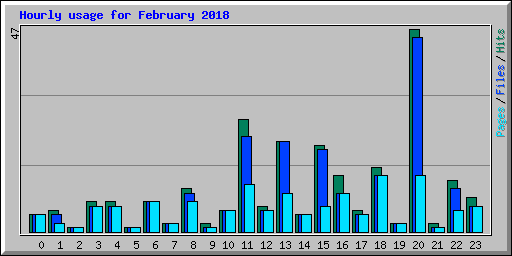 Hourly usage for February 2018
47
Pages/Files/Hits
0 1 2 3 4 5 6 7 8 9 10 11 12 13 14 15 16 17 18 19 20 21 22 23